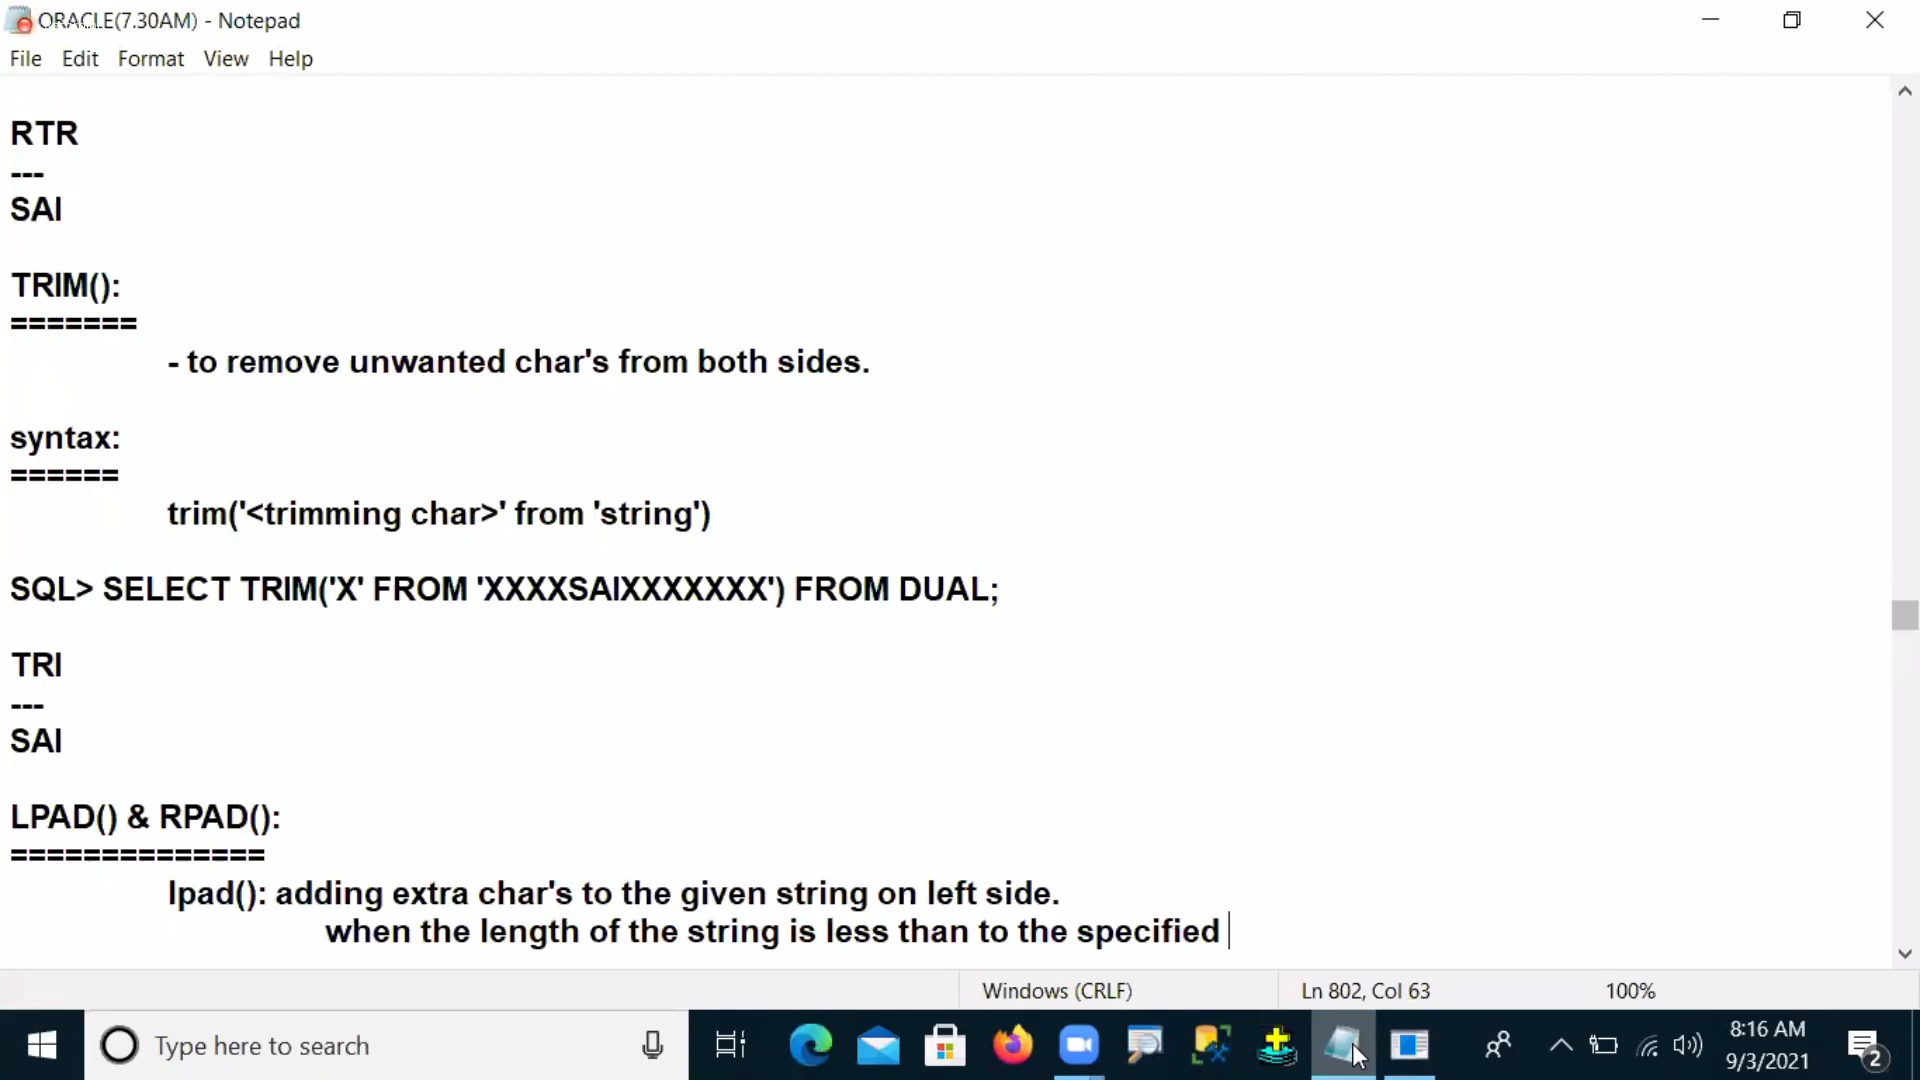 ORACLE(7.30AM) - Notepad
File Edit Format View Help
RTR
---
SAI
TRIM():
=======
- to remove unwanted char's from both sides.
syntax:
======
trim('<trimming char>' from 'string')
SQL> SELECT TRIM('X' FROM 'XXXXSAIXXXXXXX') FROM DUAL;
TRI
---
SAI
LPAD() & RPAD():
==============
lpad(): adding extra char's to the given string on left side.
when the length of the string is less than to the specified
Windows (CRLF) Ln 802, Col 63 100%
Type here to search
8:16 AM
9/3/2021
2